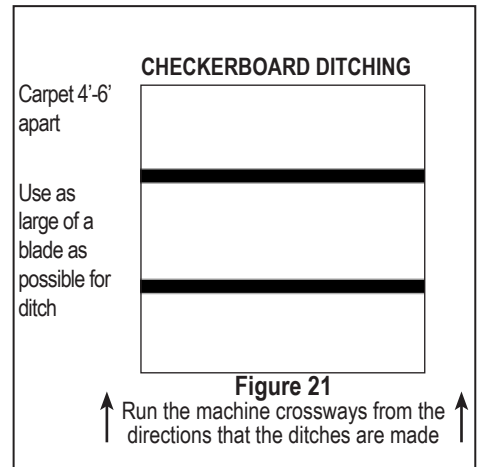 CHECKERBOARD DITCHING
Carpet 4’-6’
apart
Use as
large of a
blade as
possible for
ditch
Figure 21
Run the machine crossways from the
directions that the ditches are made